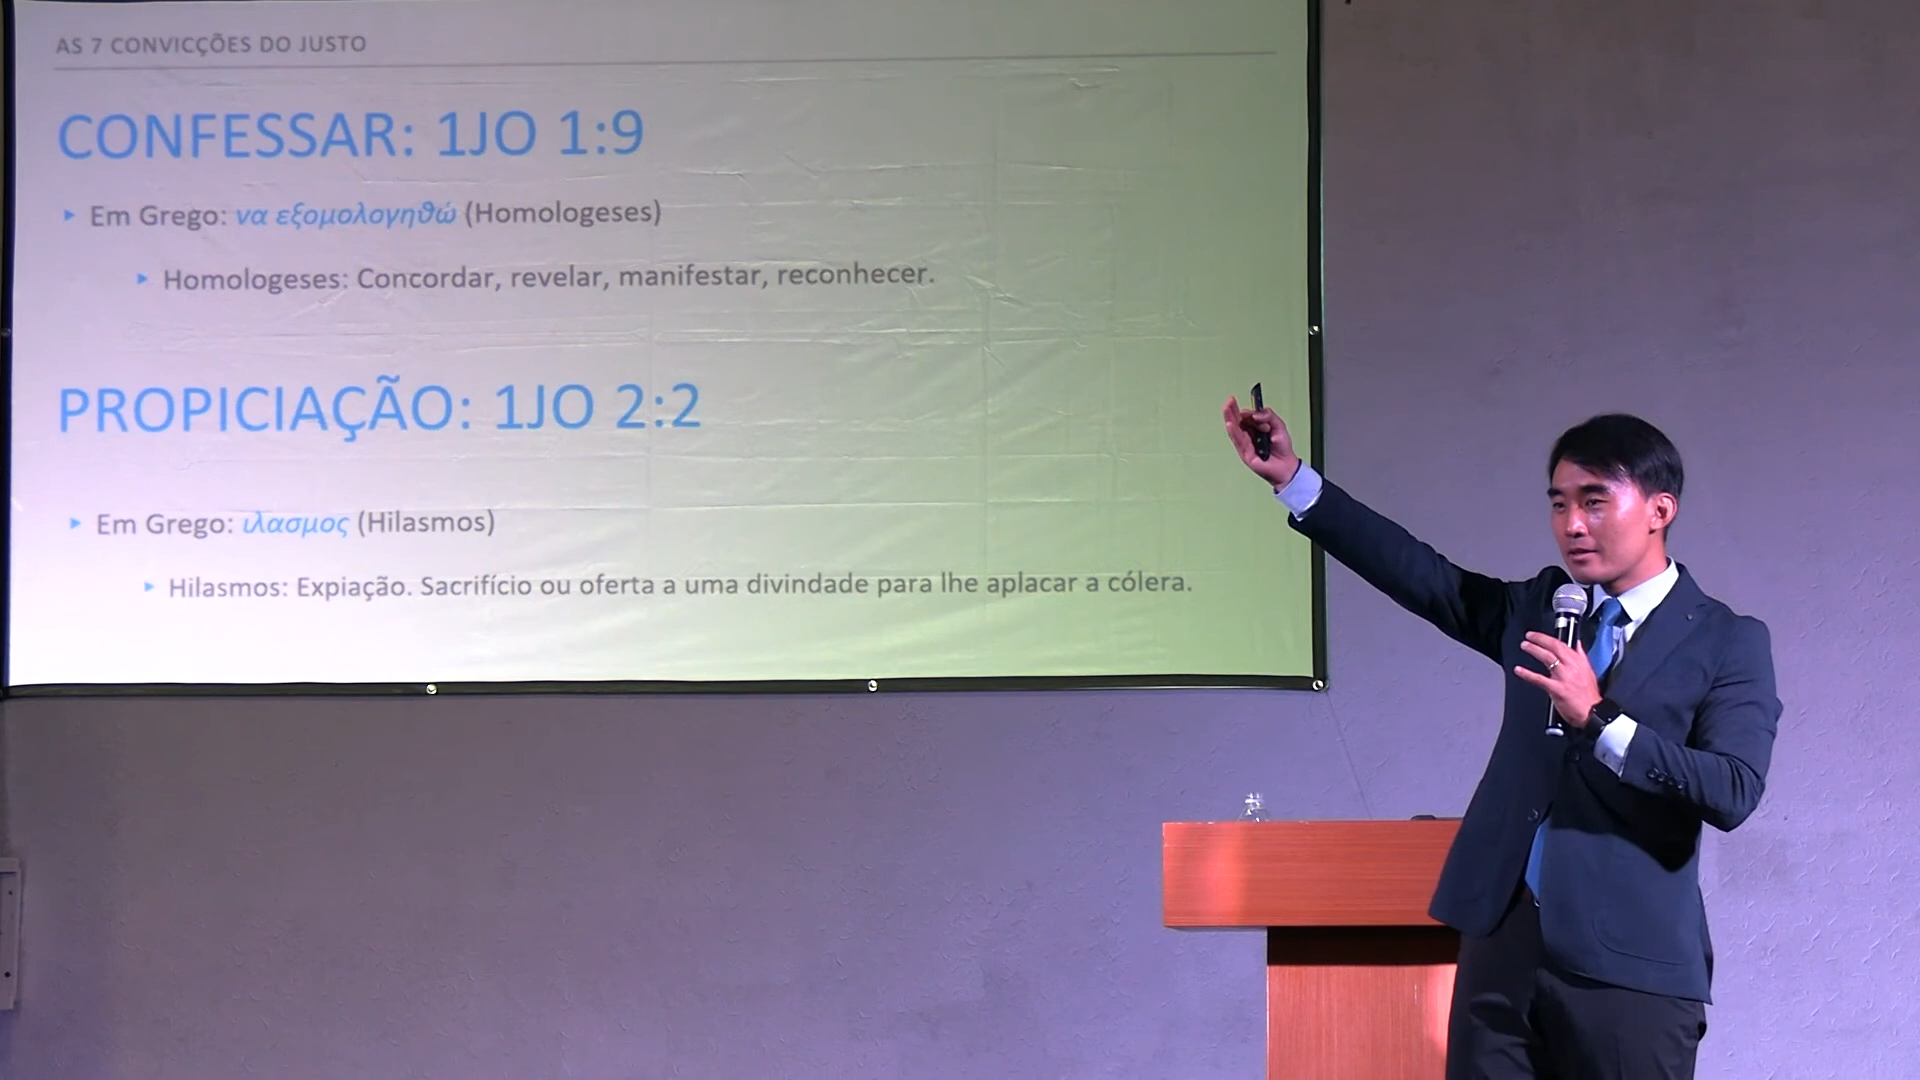 AS 7 CONVICÇÕES DO JUSTO
CONFESSAR: 1JO 1:9
Em Grego: να εξομολογηθώ (Homologeses)
Homologeses: Concordar, revelar, manifestar, reconhecer.
PROPICIAÇÃO: 1JO 2:2
Em Grego: ιλασμος (Hilasmos)
Hilasmos: Expiação. Sacrifício ou oferta a uma divindade para lhe aplacar a cólera.